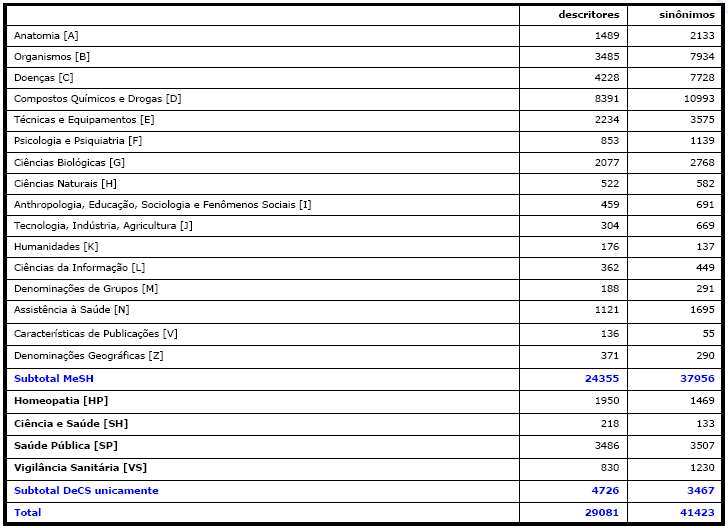 descritores sinônimos
Anatomia [A] 1489 2133
Organismos [B] 3485 7934
Doenças [C] 4228 7728
Compostos Químicos e Drogas [D] 8391 10993
Técnicas e Equipamentos [E] 2234 3575
Psicologia e Psiquiatria [F] 853 1139
Ciências Biológicas [G] 2077 2768
Ciências Naturais [H] 522 582
Anthropologia, Educação, Sociologia e Fenômenos Sociais [I] 459 691
Tecnologia, Indústria, Agricultura [J] 304 669
Humanidades [K] 176 137
Ciências da Informação [L] 362 449
Denominações de Grupos [M] 188 291
Assistência à Saúde [N] 1121 1695
Características de Publicações [V] 136 55
Denominações Geográficas [Z] 371 290
Subtotal MeSH 24355 37956
Homeopatia [HP] 1950 1469
Ciência e Saúde [SH] 218 133
Saúde Pública [SP] 3486 3507
Vigilância Sanitária [VS] 830 1230
Subtotal DeCS unicamente 4726 3467
Total 29081 41423